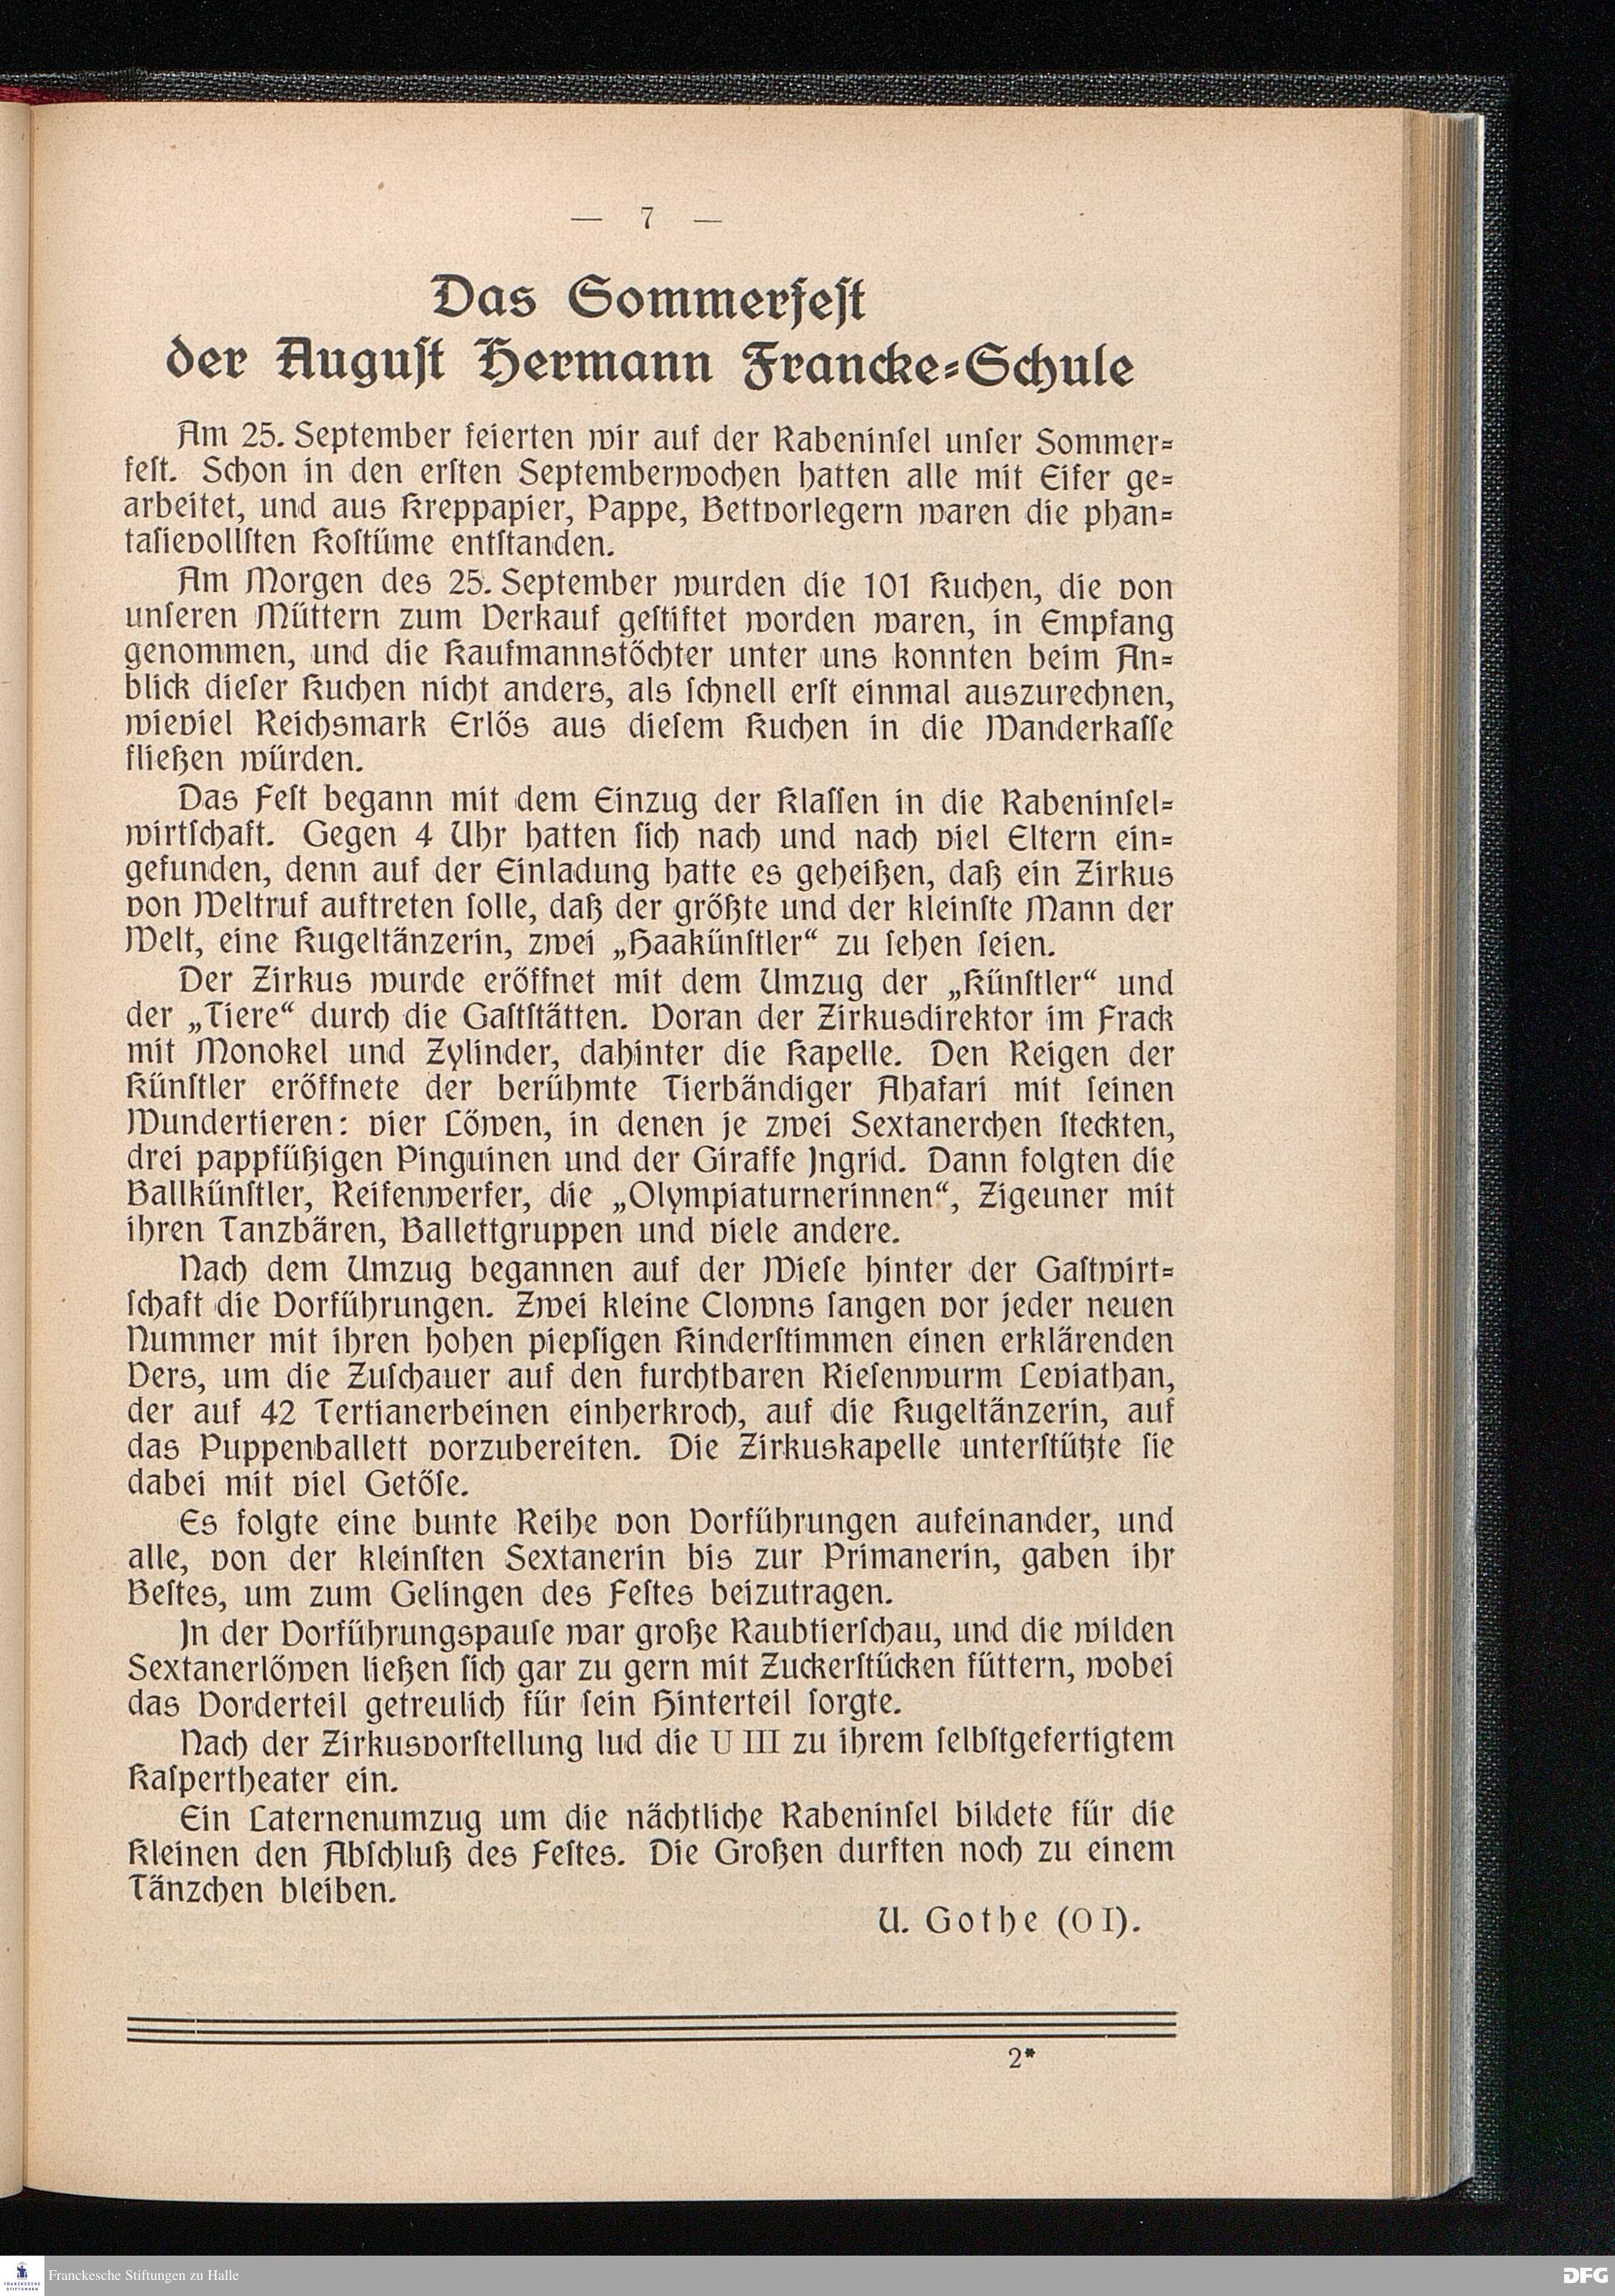 — 7 —
Das Sommerfest
der August Hermann Francke-Schule
Am 25. September feierten wir auf der Rabeninsel unser Sommer-
fest. Schon in den ersten Septemberwochen hatten alle mit Eifer ge-
arbeitet, und aus Kreppapier, Pappe, Bettvorlegern waren die phan-
tasievollsten Kostüme entstanden.
Am Morgen des 25. September wurden die 101 Kuchen, die von
unseren Müttern zum Verkauf gestiftet worden waren, in Empfang
genommen, und die Kaufmannstöchter unter uns konnten beim An-
blick dieser Kuchen nicht anders, als schnell erst einmal auszurechnen,
wieviel Reichsmark Erlös aus diesem Kuchen in die Wanderkasse
fließen würden.
Das Fest begann mit dem Einzug der Klassen in die Rabeninsel-
wirtschaft. Gegen 4 Uhr hatten sich nach und nach viel Eltern ein-
gefunden, denn auf der Einladung hatte es geheißen, daß ein Zirkus
von Weltruf auftreten solle, daß der größte und der kleinste Mann der
Welt, eine Kugeltänzerin, zwei „Haakünstler“ zu sehen seien.
Der Zirkus wurde eröffnet mit dem Umzug der „Künstler“ und
der „Tiere“ durch die Gaststätten. Voran der Zirkusdirektor im Frack
mit Monokel und Zylinder, dahinter die Kapelle. Den Reigen der
Künstler eröffnete der berühmte Tierbändiger Ahafari mit seinen
Wundertieren: vier Löwen, in denen je zwei Sextanerchen steckten,
drei pappfüßigen Pinguinen und der Giraffe Ingrid. Dann folgten die
Ballkünstler, Reifenwerfer, die „Olympiaturnerinnen“, Zigeuner mit
ihren Tanzbären, Ballettgruppen und viele andere.
Nach dem Umzug begannen auf der Wiese hinter der Gastwirt-
schaft die Vorführungen. Zwei kleine Clowns sangen vor jeder neuen
Nummer mit ihren hohen piepsigen Kinderstimmen einen erklärenden
Vers, um die Zuschauer auf den furchtbaren Riesenwurm Leviathan,
der auf 42 Tertianerbeinen einherkroch, auf die Kugeltänzerin, auf
das Puppenballett vorzubereiten. Die Zirkuskapelle unterstützte sie
dabei mit viel Getöse.
Es folgte eine bunte Reihe von Vorführungen aufeinander, und
alle, von der kleinsten Sextanerin bis zur Primanerin, gaben ihr
Bestes, um zum Gelingen des Festes beizutragen.
In der Vorführungspause war große Raubtierschau, und die wilden
Sextanerlöwen ließen sich gar zu gern mit Zuckerstücken füttern, wobei
das Vorderteil getreulich für sein Hinterteil sorgte.
Nach der Zirkusvorstellung lud die U III zu ihrem selbstgefertigtem
Kaspertheater ein.
Ein Laternenumzug um die nächtliche Rabeninsel bildete für die
Kleinen den Abschluß des Festes. Die Großen durften noch zu einem
Tänzchen bleiben.
U. Gothe (O I).
2*
FRANCKESCHE STIFTUNGEN
Franckesche Stiftungen zu Halle
DFG